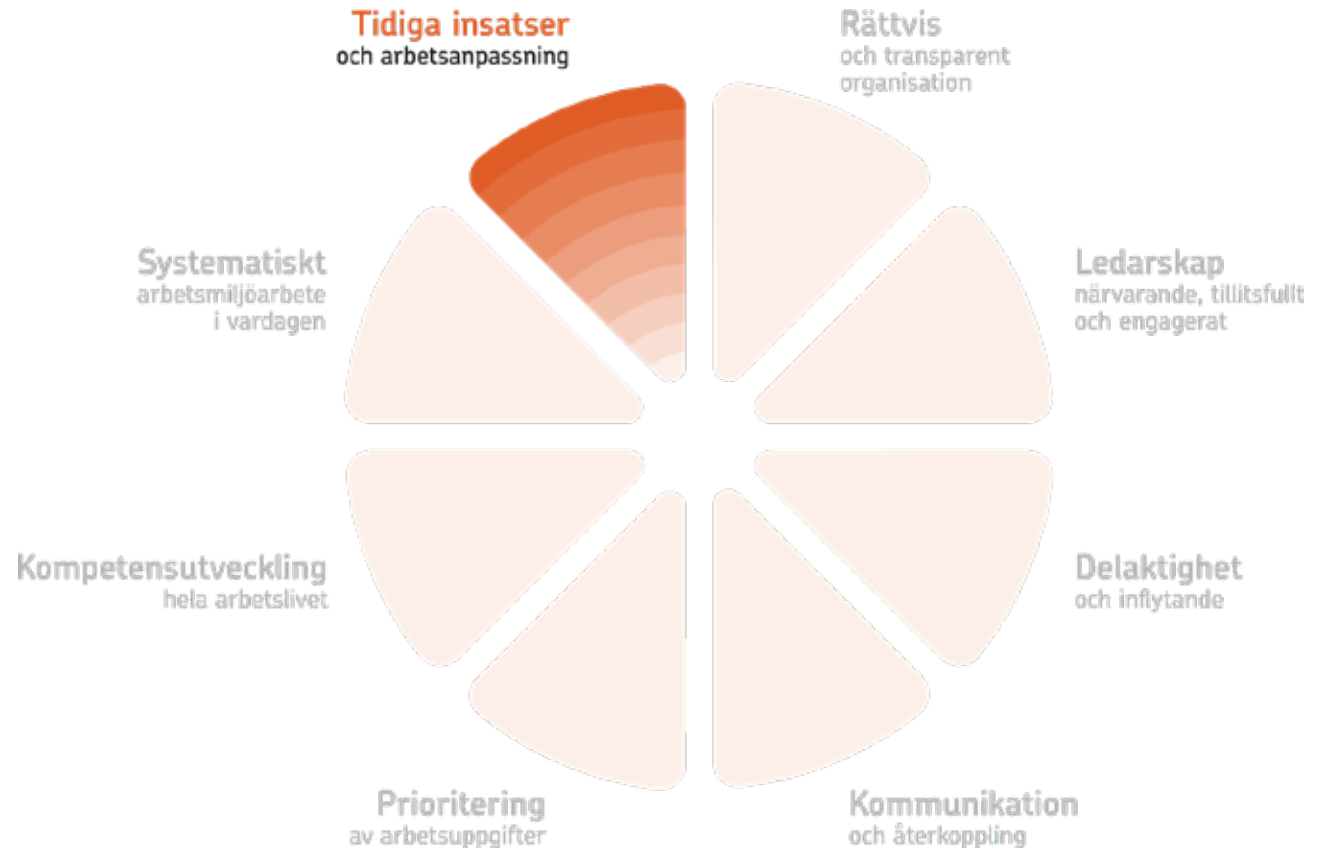 Tidiga insatser
och arbetsanpassning
Rättvis
och transparent
organisation
Ledarskap
närvarande, tillitsfullt
och engagerat
Delaktighet
och inflytande
Kommunikation
och återkoppling
Prioritering
av arbetsuppgifter
Kompetensutveckling
hela arbetslivet
Systematiskt
arbetsmiljöarbete
i vardagen